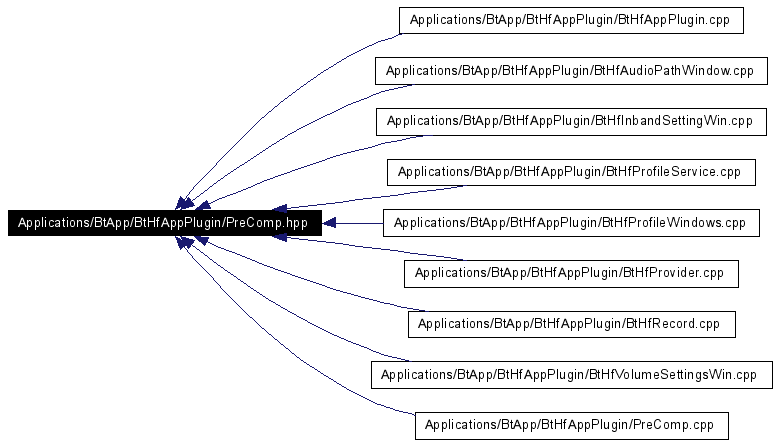 Applications/BtApp/BtHfAppPlugin/BtHfAppPlugin.cpp
Applications/BtApp/BtHfAppPlugin/BtHfAudioPathWindow.cpp
Applications/BtApp/BtHfAppPlugin/BtHfInbandSettingWin.cpp
Applications/BtApp/BtHfAppPlugin/BtHfProfileService.cpp
Applications/BtApp/BtHfAppPlugin/PreComp.hpp
Applications/BtApp/BtHfAppPlugin/BtHfProfileWindows.cpp
Applications/BtApp/BtHfAppPlugin/BtHfProvider.cpp
Applications/BtApp/BtHfAppPlugin/BtHfRecord.cpp
Applications/BtApp/BtHfAppPlugin/BtHfVolumeSettingsWin.cpp
Applications/BtApp/BtHfAppPlugin/PreComp.cpp